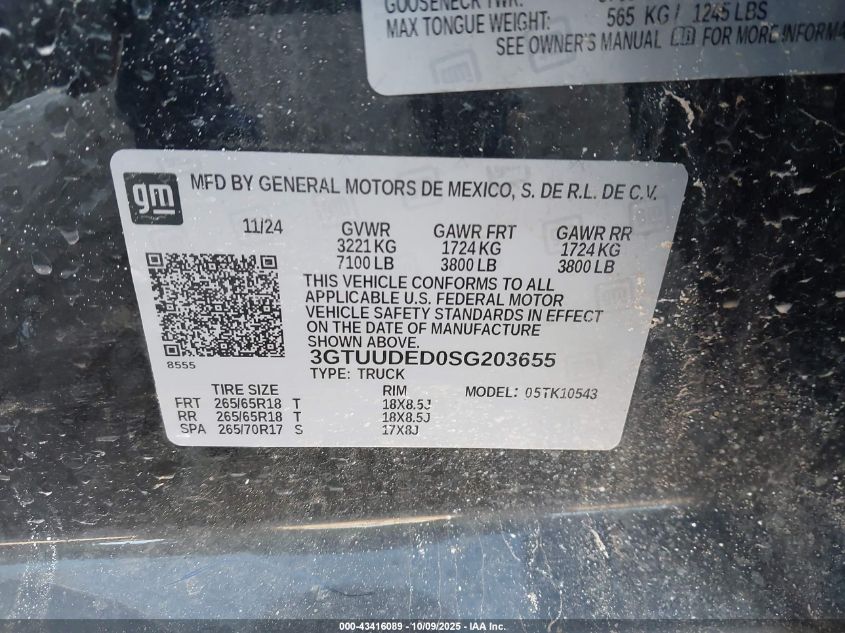 GOOSENECK TWR:
MAX TONGUE WEIGHT: 565 KG / 1245 LBS
SEE OWNER'S MANUAL FOR MORE INFORMA
gm MFD BY GENERAL MOTORS DE MEXICO, S. DE R.L. DE C.V.
11/24 GVWR GAWR FRT GAWR RR
3221 KG 1724 KG 1724 KG
7100 LB 3800 LB 3800 LB
THIS VEHICLE CONFORMS TO ALL
APPLICABLE U.S. FEDERAL MOTOR
VEHICLE SAFETY STANDARDS IN EFFECT
ON THE DATE OF MANUFACTURE
SHOWN ABOVE.
8555
3GTUUDED0SG203655
TYPE: TRUCK
TIRE SIZE RIM MODEL: 05TK10543
FRT 265/65R18 T 18X8.5J
RR 265/65R18 T 18X8.5J
SPA 265/70R17 S 17X8J
000-43416089 - 10/09/2025 - IAA Inc.